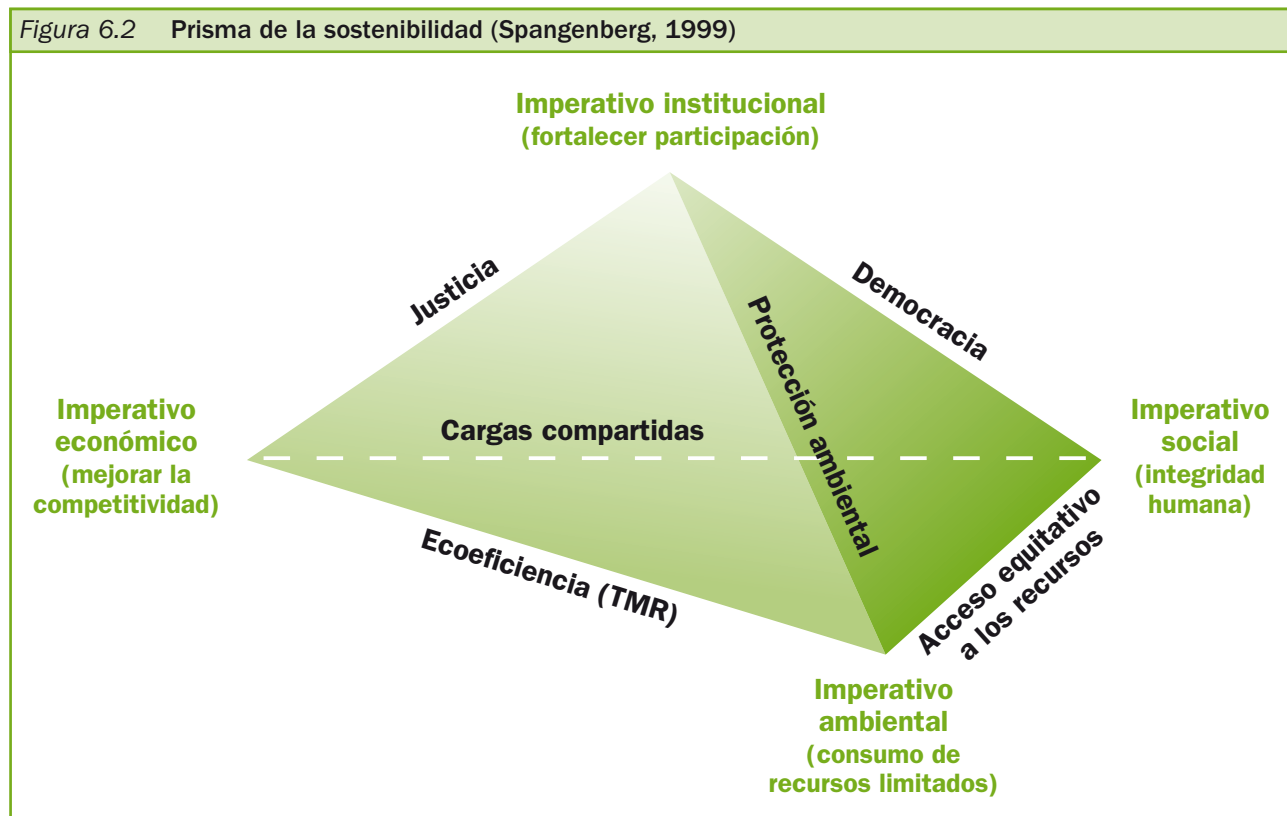 Figura 6.2 Prisma de la sostenibilidad (Spangenberg, 1999)
Imperativo institucional
(fortalecer participación)
Justicia
Democracia
Protección ambiental
Imperativo
económico
(mejorar la
competitividad)
Cargas compartidas
Imperativo
social
(integridad
humana)
Ecoeficiencia (TMR)
Acceso equitativo
a los recursos
Imperativo
ambiental
(consumo de
recursos limitados)